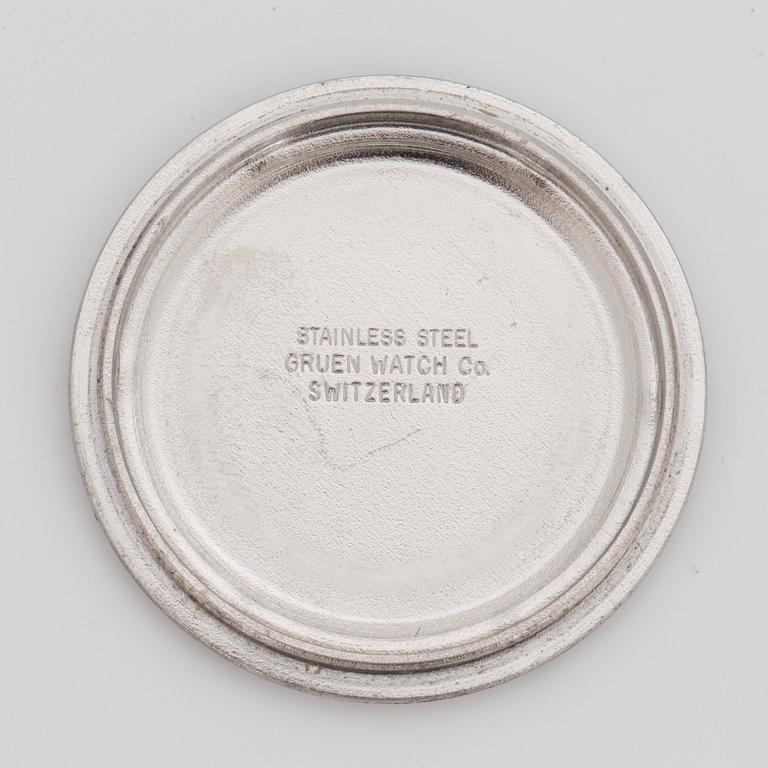 STAINLESS STEEL
GRUEN WATCH Co.
SWITZERLAND